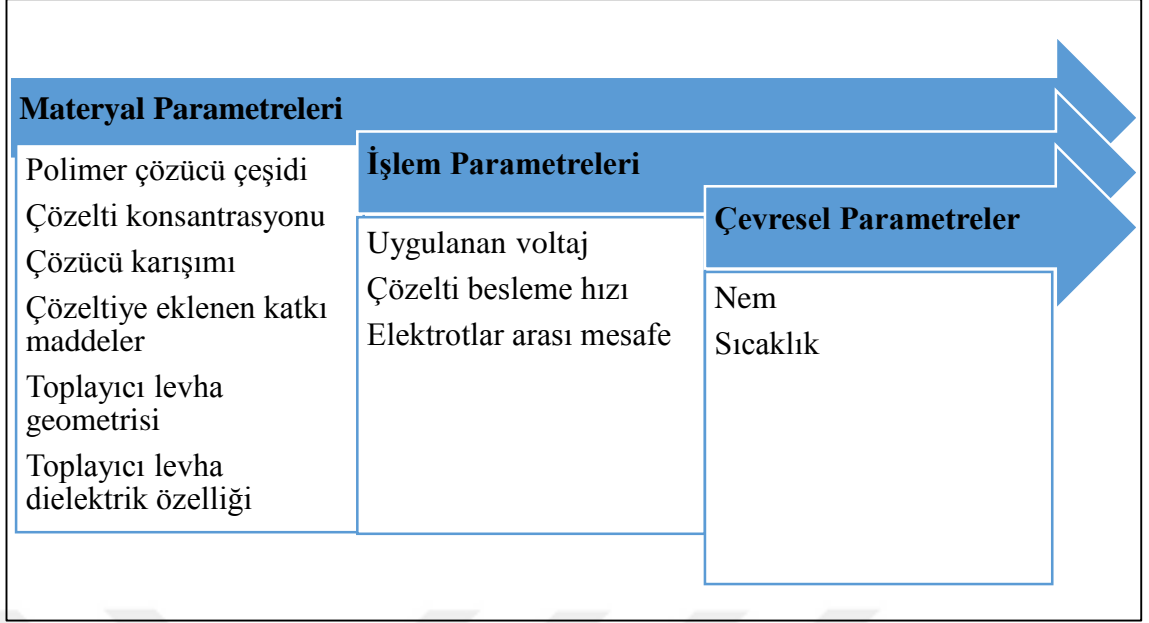 Materyal Parametreleri
Polimer çözücü çeşidi
Çözelti konsantrasyonu
Çözücü karışımı
Çözeltiye eklenen katkı
maddeler
Toplayıcı levha
geometrisi
Toplayıcı levha
dielektrik özelliği
İşlem Parametreleri
Uygulanan voltaj
Çözelti besleme hızı
Elektrotlar arası mesafe
Çevresel Parametreler
Nem
Sıcaklık